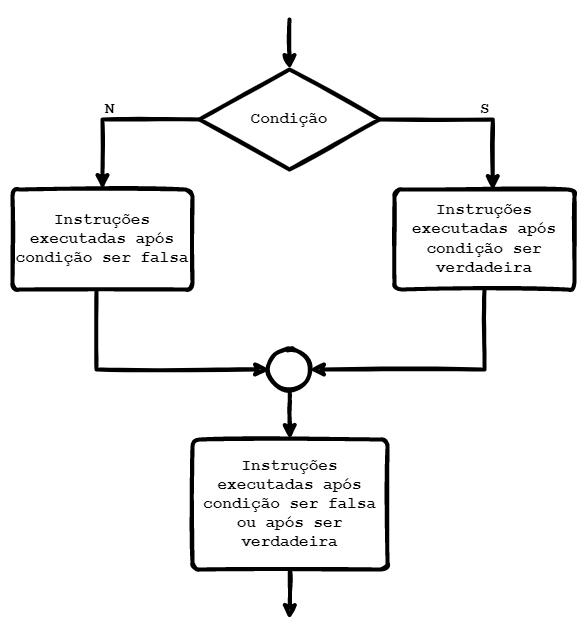 Condição
N
S
Instruções
executadas após
condição ser falsa
Instruções
executadas após
condição ser
verdadeira
Instruções
executadas após
condição ser falsa
ou após ser
verdadeira